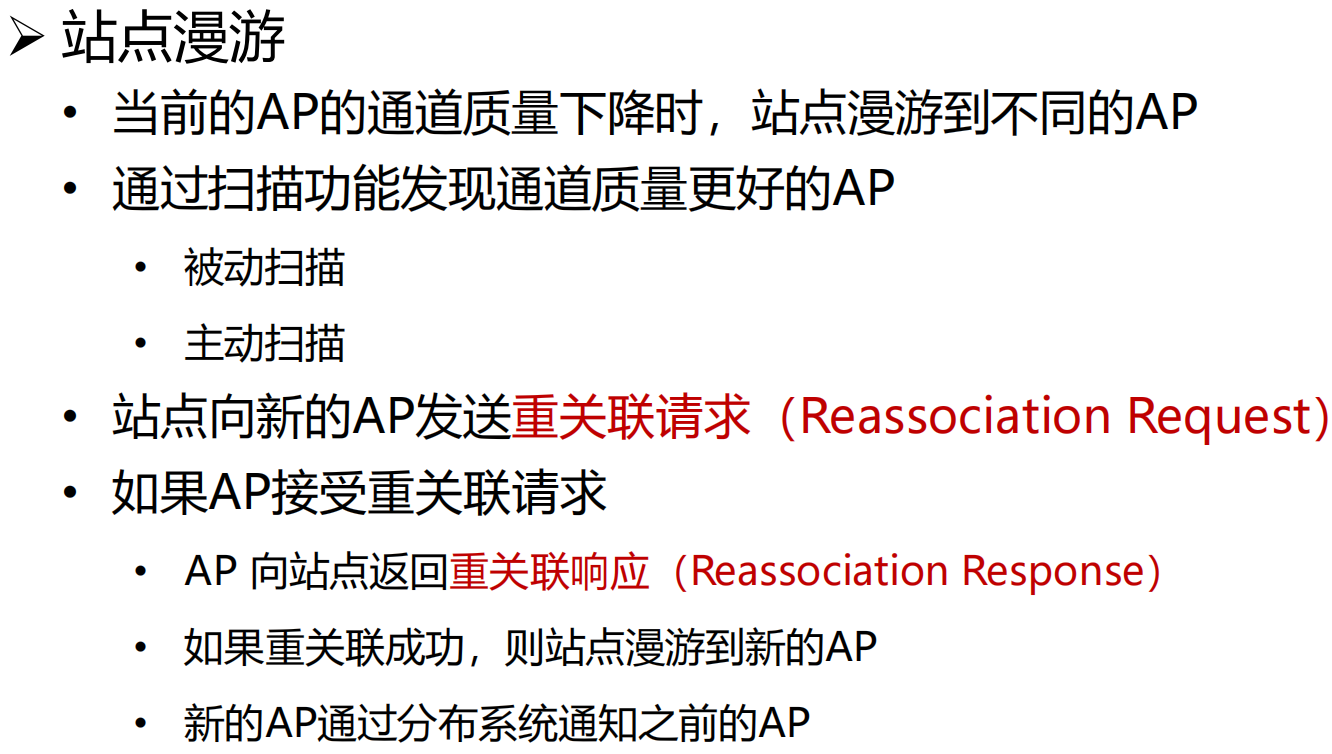 ➢ 站点漫游
• 当前的AP的通道质量下降时，站点漫游到不同的AP
• 通过扫描功能发现通道质量更好的AP
• 被动扫描
• 主动扫描
• 站点向新的AP发送重关联请求（Reassociation Request）
• 如果AP接受重关联请求
• AP 向站点返回重关联响应（Reassociation Response）
• 如果重关联成功，则站点漫游到新的AP
• 新的AP通过分布系统通知之前的AP